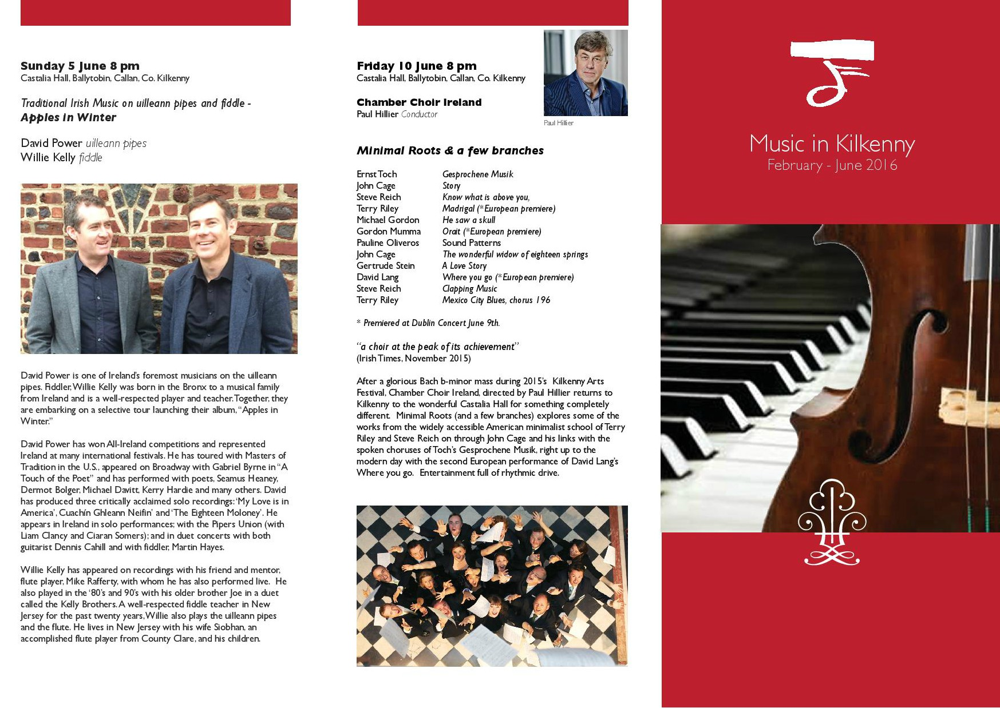 Sunday 5 June 8 pm
Castalia Hall, Ballytobin, Callan, Co. Kilkenny
Traditional Irish Music on uilleann pipes and fiddle -
Apples in Winter
David Power uilleann pipes
Willie Kelly fiddle
David Power is one of Ireland's foremost musicians on the uilleann
pipes. Fiddler, Willie Kelly was born in the Bronx to a musical family
from Ireland and is a well-respected player and teacher. Together, they
are embarking on a selective tour launching their album, “Apples in
Winter.”
David Power has won All-Ireland competitions and represented
Ireland at many international festivals. He has toured with Masters of
Tradition in the U.S., appeared on Broadway with Gabriel Byrne in “A
Touch of the Poet” and has performed with poets, Seamus Heaney,
Dermot Bolger, Michael Davitt, Kerry Hardie and many others. David
has produced three critically acclaimed solo recordings: ‘My Love is in
America’, Cuachín Ghleann Neifin’ and ‘The Eighteen Moloney’. He
appears in Ireland in solo performances; with the Pipers Union (with
Liam Clancy and Ciaran Somers); and in duet concerts with both
guitarist Dennis Cahill and with fiddler, Martin Hayes.
Willie Kelly has appeared on recordings with his friend and mentor,
flute player, Mike Rafferty, with whom he has also performed live. He
also played in the ‘80’s and 90’s with his older brother Joe in a duet
called the Kelly Brothers. A well-respected fiddle teacher in New
Jersey for the past twenty years, Willie also plays the uilleann pipes
and the flute. He lives in New Jersey with his wife Siobhan, an
accomplished flute player from County Clare, and his children.
Friday 10 June 8 pm
Castalia Hall, Ballytobin, Callan, Co. Kilkenny
Chamber Choir Ireland
Paul Hillier Conductor
Paul Hillier
Minimal Roots & a few branches
Ernst Toch Gesprochene Musik
John Cage Story
Steve Reich Know what is above you,
Terry Riley Madrigal (*European premiere)
Michael Gordon He saw a skull
Gordon Mumma Orait (*European premiere)
Pauline Oliveros Sound Patterns
John Cage The wonderful widow of eighteen springs
Gertrude Stein A Love Story
David Lang Where you go (*European premiere)
Steve Reich Clapping Music
Terry Riley Mexico City Blues, chorus 196
* Premiered at Dublin Concert June 9th.
“a choir at the peak of its achievement”
(Irish Times, November 2015)
After a glorious Bach b-minor mass during 2015’s Kilkenny Arts
Festival, Chamber Choir Ireland, directed by Paul Hillier returns to
Kilkenny to the wonderful Castalia Hall for something completely
different. Minimal Roots (and a few branches) explores some of the
works from the widely accessible American minimalist school of Terry
Riley and Steve Reich on through John Cage and his links with the
spoken choruses of Toch’s Gesprochene Musik, right up to the
modern day with the second European performance of David Lang’s
Where you go. Entertainment full of rhythmic drive.
Music in Kilkenny
February - June 2016